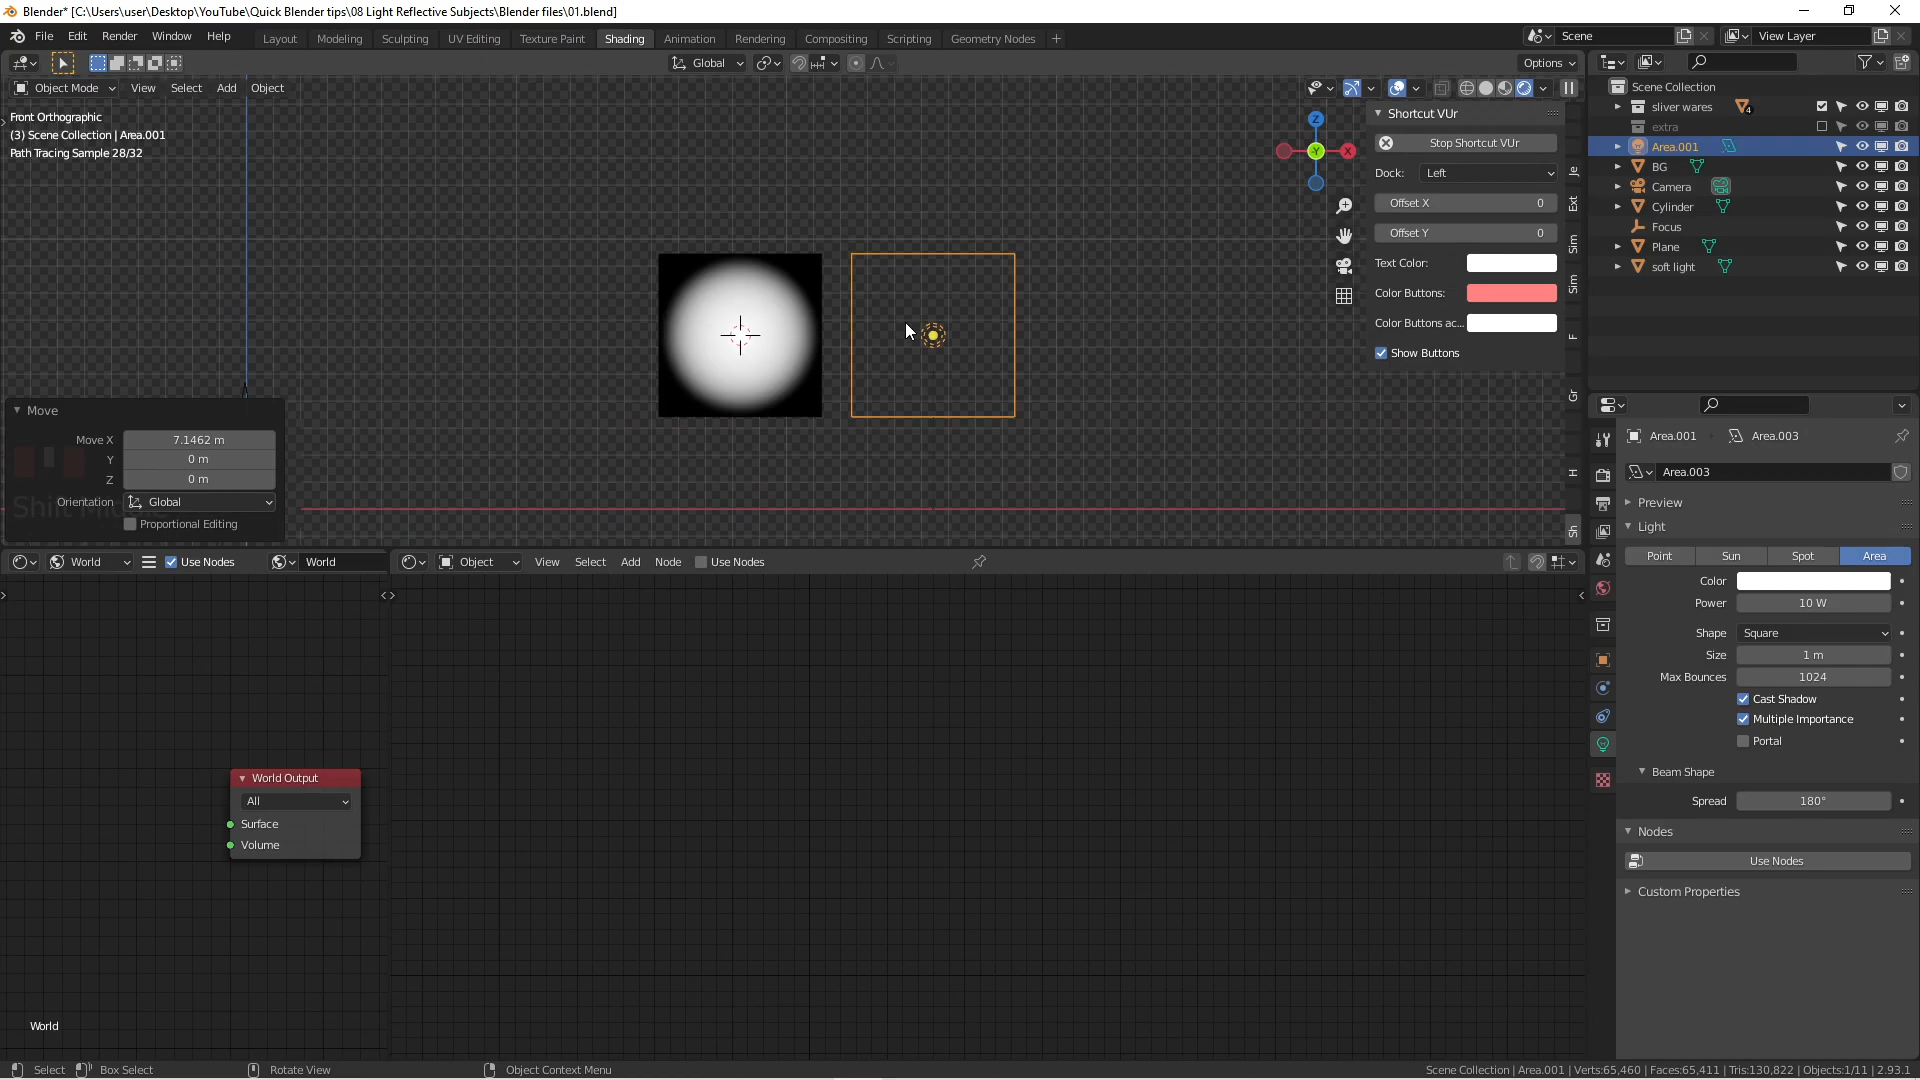 Blender* [C:\Users\user\Desktop\YouTube\Quick Blender tips\08 Light Reflective Subjects\Blender files\01.blend]
File Edit Render Window Help
Layout Modeling Sculpting UV Editing Texture Paint Shading Animation Rendering Compositing Scripting Geometry Nodes +
Scene
View Layer
Global
Options
Object Mode View Select Add Object
Front Orthographic
(3) Scene Collection | Area.001
Path Tracing Sample 28/32
Z
-Y
X
Shortcut VUr
Stop Shortcut VUr
Dock: Left
Offset X 0
Offset Y 0
Text Color:
Color Buttons:
Color Buttons ac...
Show Buttons
Je
Ext
Sim
Sim
F
Gr
H
Sh
Scene Collection
sliver wares 4
extra
Area.001
BG
Camera
Cylinder
Focus
Plane
soft light
Move
Move X 7.1462 m
Y 0 m
Z 0 m
Orientation Global
Proportional Editing
World Use Nodes World
Object View Select Add Node Use Nodes
World Output
All
Surface
Volume
World
Area.001 Area.003
Area.003
Preview
Light
Point Sun Spot Area
Color
Power 10 W
Shape Square
Size 1 m
Max Bounces 1024
Cast Shadow
Multiple Importance
Portal
Beam Shape
Spread 180°
Nodes
Use Nodes
Custom Properties
Select Box Select Rotate View Object Context Menu
Scene Collection | Area.001 | Verts:65,460 | Faces:65,411 | Tris:130,822 | Objects:1/11 | 2.93.1